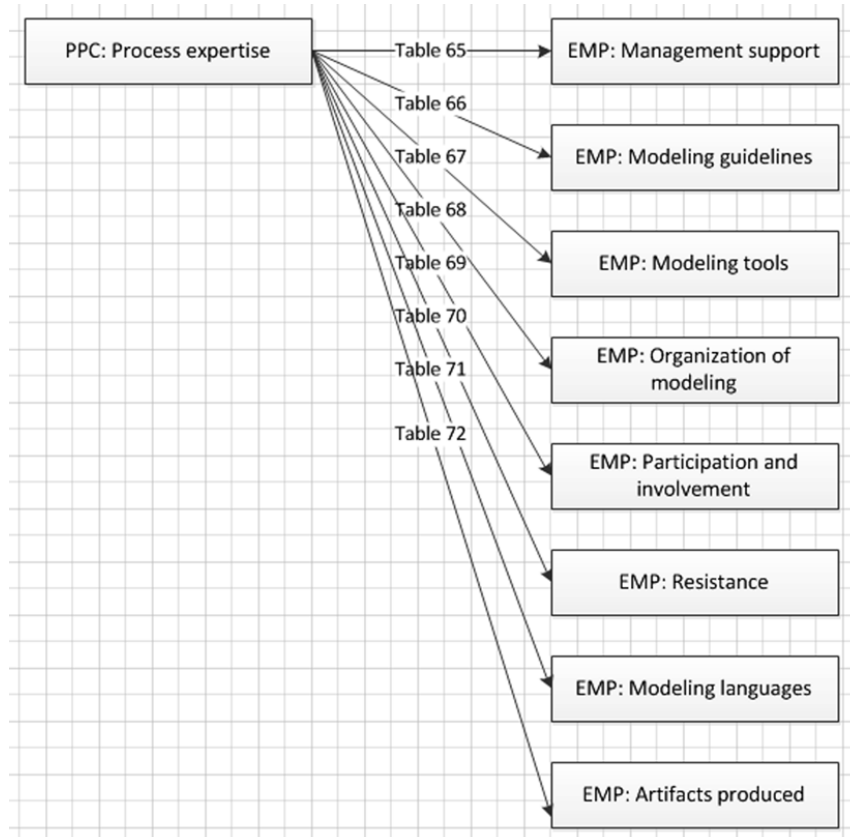 PPC: Process expertise
Table 65
EMP: Management support
Table 66
EMP: Modeling guidelines
Table 67
Table 68
EMP: Modeling tools
Table 69
Table 70
EMP: Organization of
modeling
Table 71
Table 72
EMP: Participation and
involvement
EMP: Resistance
EMP: Modeling languages
EMP: Artifacts produced